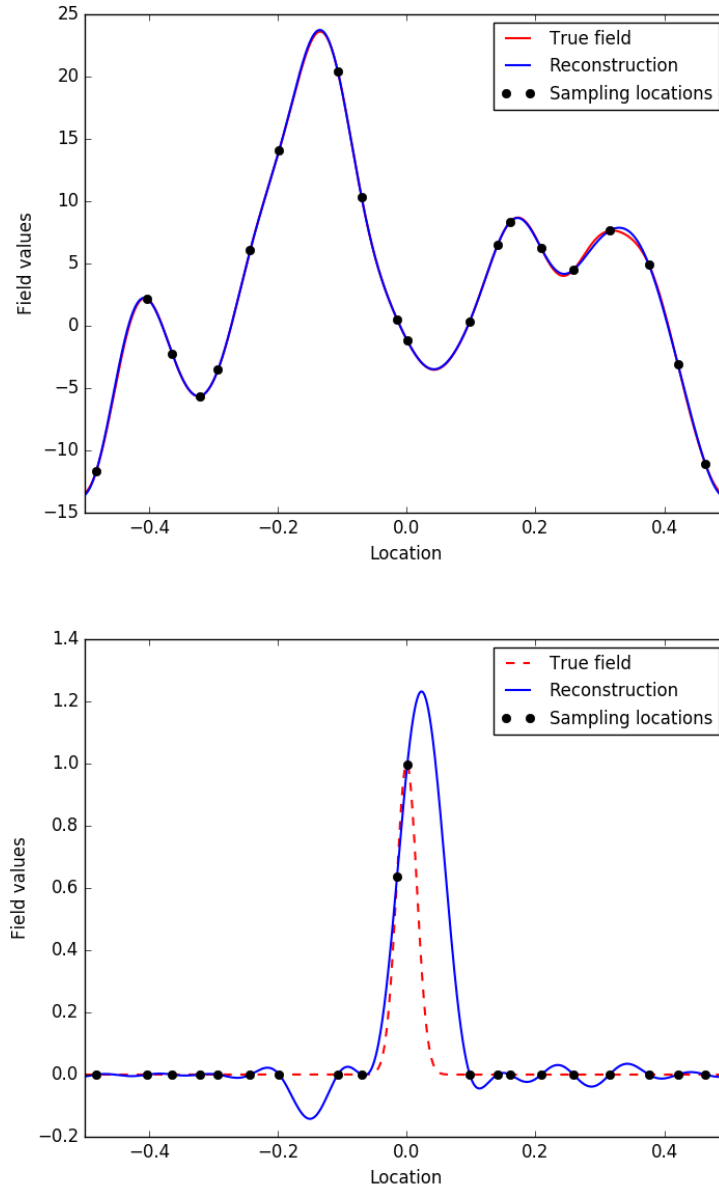 25
20
15
10
5
0
−5
−10
−15
Field values
True field
Reconstruction
Sampling locations
−0.4 −0.2 0.0 0.2 0.4
Location
1.4
1.2
1.0
0.8
0.6
0.4
0.2
0.0
−0.2
Field values
True field
Reconstruction
Sampling locations
−0.4 −0.2 0.0 0.2 0.4
Location